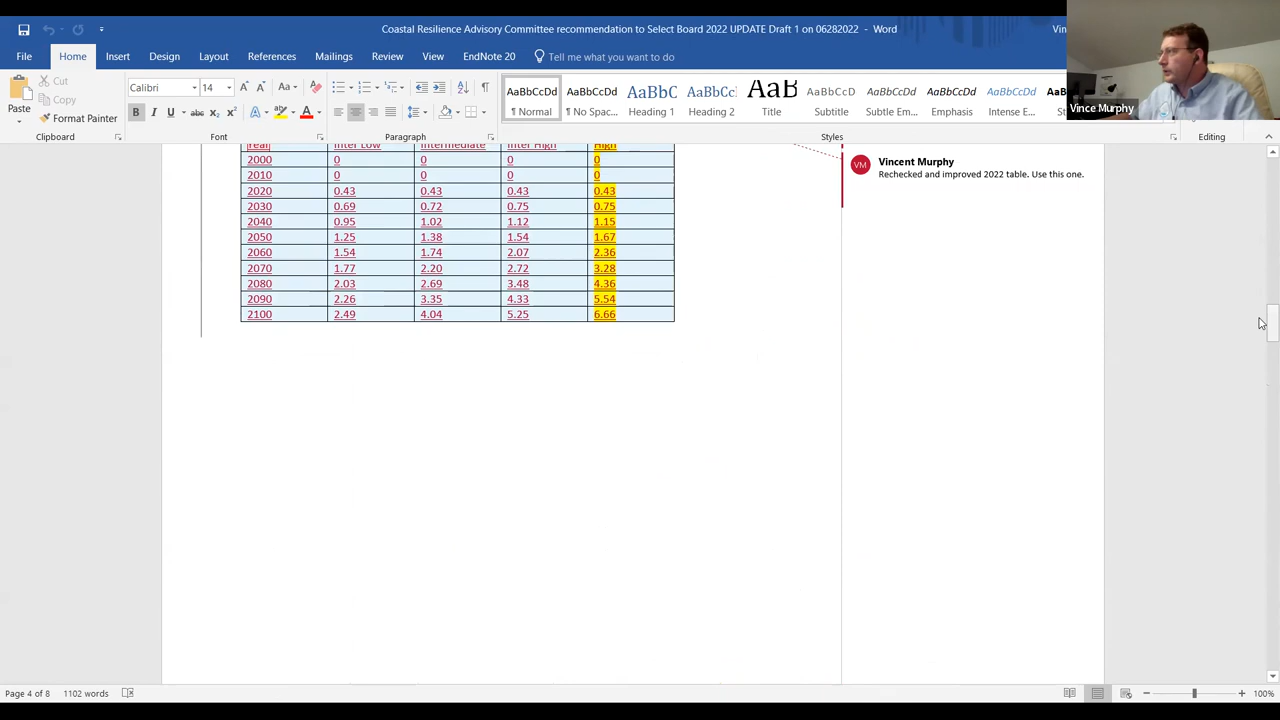 Coastal Resilience Advisory Committee recommendation to Select Board 2022 UPDATE Draft 1 on 06282022 - Word
File Home Insert Design Layout References Mailings Review View EndNote 20 Tell me what you want to do
Paste
Cut
Copy
Format Painter
Clipboard
Calibri 14
Font
Paragraph
AaBbCcDd AaBbCcDd AaBbC AaBbCc AaB AaBbCcD AaBbCcDd AaBbCcDd AaBbCcDd
¶ Normal ¶ No Spac... Heading 1 Heading 2 Title Subtitle Subtle Em... Emphasis Intense E...
Styles
Editing
Vince Murphy
Year Inter Low Intermediate Inter High High
2000 0 0 0 0
2010 0 0 0 0
2020 0.43 0.43 0.43 0.43
2030 0.69 0.72 0.75 0.75
2040 0.95 1.02 1.12 1.15
2050 1.25 1.38 1.54 1.67
2060 1.54 1.74 2.07 2.36
2070 1.77 2.20 2.72 3.28
2080 2.03 2.69 3.48 4.36
2090 2.26 3.35 4.33 5.54
2100 2.49 4.04 5.25 6.66
VM Vincent Murphy
Rechecked and improved 2022 table. Use this one.
Page 4 of 8 1102 words
100%